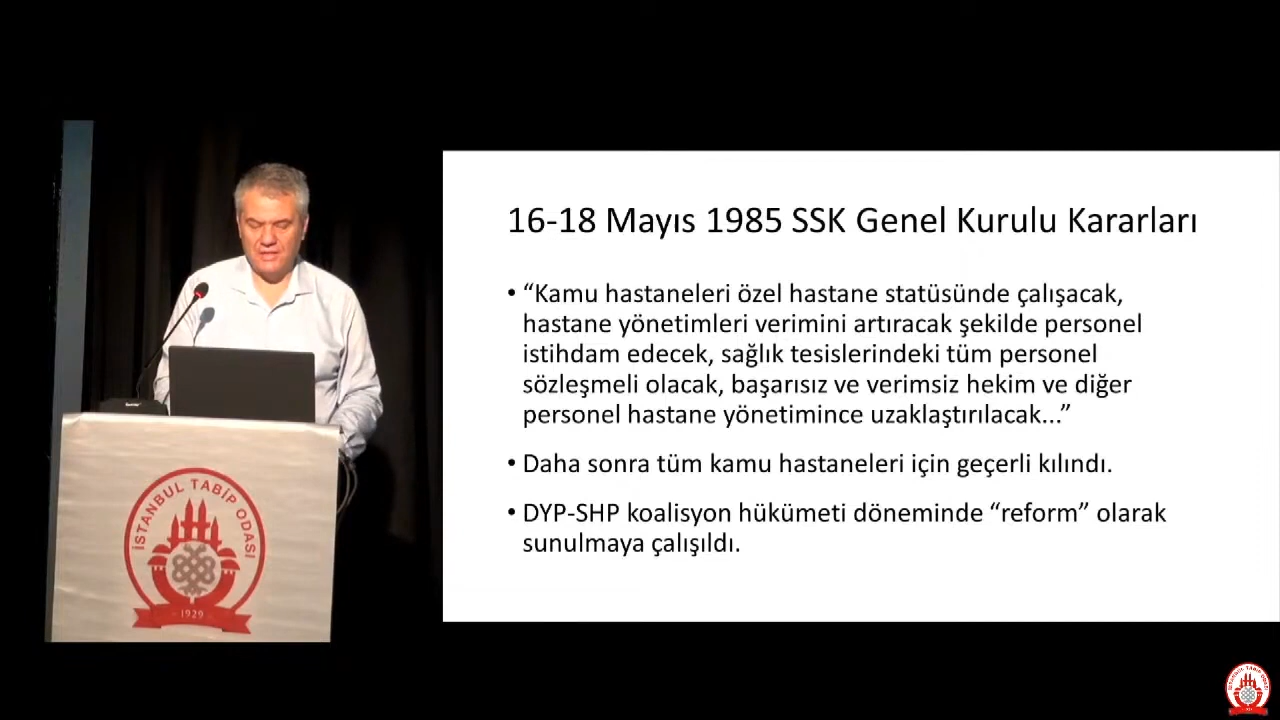 16-18 Mayıs 1985 SSK Genel Kurulu Kararları
• “Kamu hastaneleri özel hastane statüsünde çalışacak,
hastane yönetimleri verimini artıracak şekilde personel
istihdam edecek, sağlık tesislerindeki tüm personel
sözleşmeli olacak, başarısız ve verimsiz hekim ve diğer
personel hastane yönetimince uzaklaştırılacak...”
• Daha sonra tüm kamu hastaneleri için geçerli kılındı.
• DYP-SHP koalisyon hükümeti döneminde “reform” olarak
sunulmaya çalışıldı.
İSTANBUL TABİP ODASI
- 1929 -
İSTANBUL TABİP ODASI